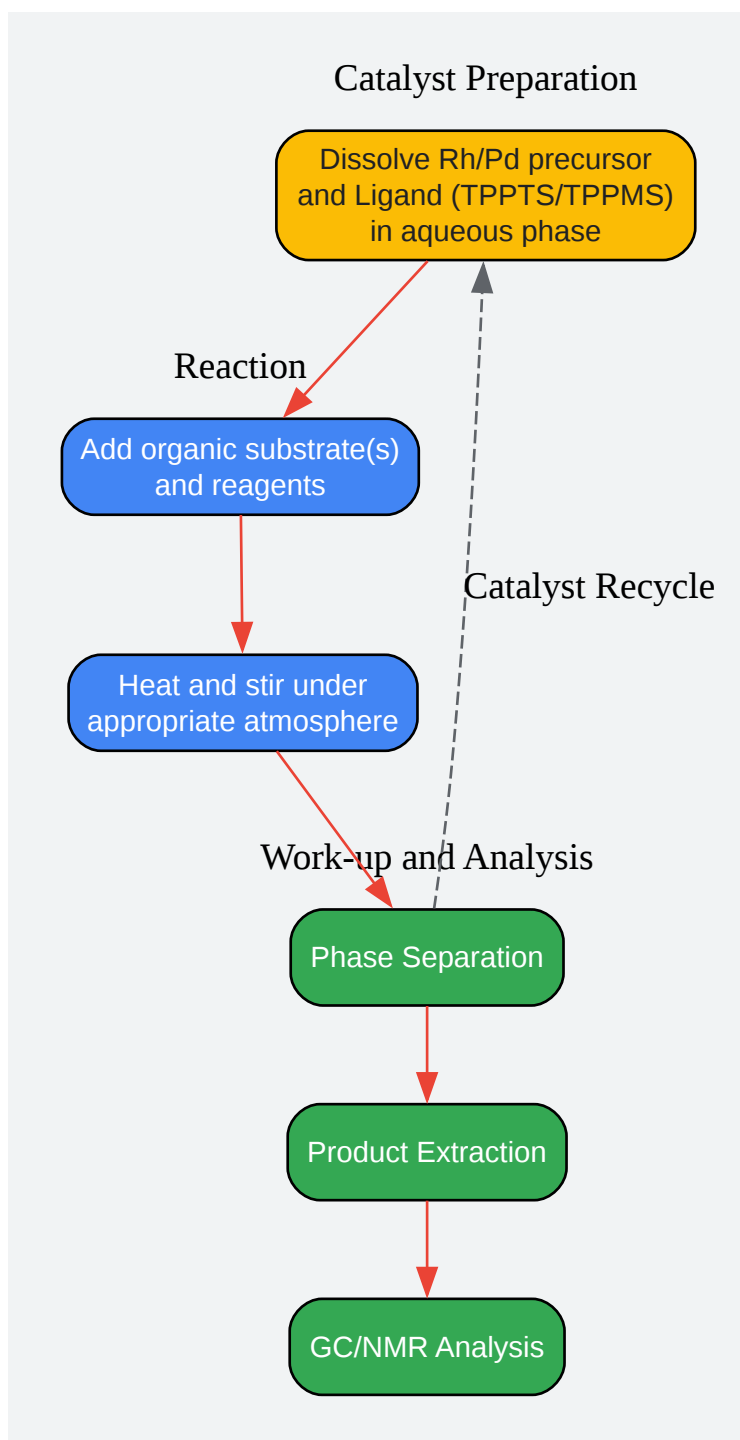 Catalyst Preparation
Dissolve Rh/Pd precursor
and Ligand (TPPTS/TPPMS)
in aqueous phase
Reaction
Add organic substrate(s)
and reagents
Catalyst Recycle
Heat and stir under
appropriate atmosphere
Work-up and Analysis
Phase Separation
Product Extraction
GC/NMR Analysis